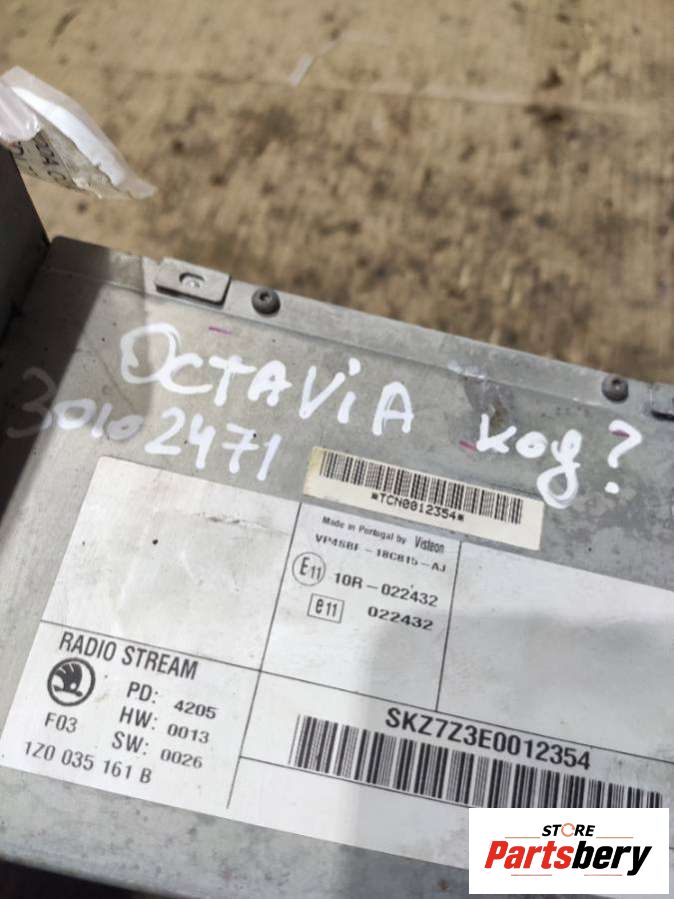 OCTAVIA
30102471
код?
*TCN0012354*
Made in Portugal by Visteon
VP4SBF-18C815-AJ
E11 10R-022432
e11 022432
RADIO STREAM
PD: 4205
F03 HW: 0013
SW: 0026
1Z0 035 161 B
SKZ7Z3E0012354
STORE
Partsbery